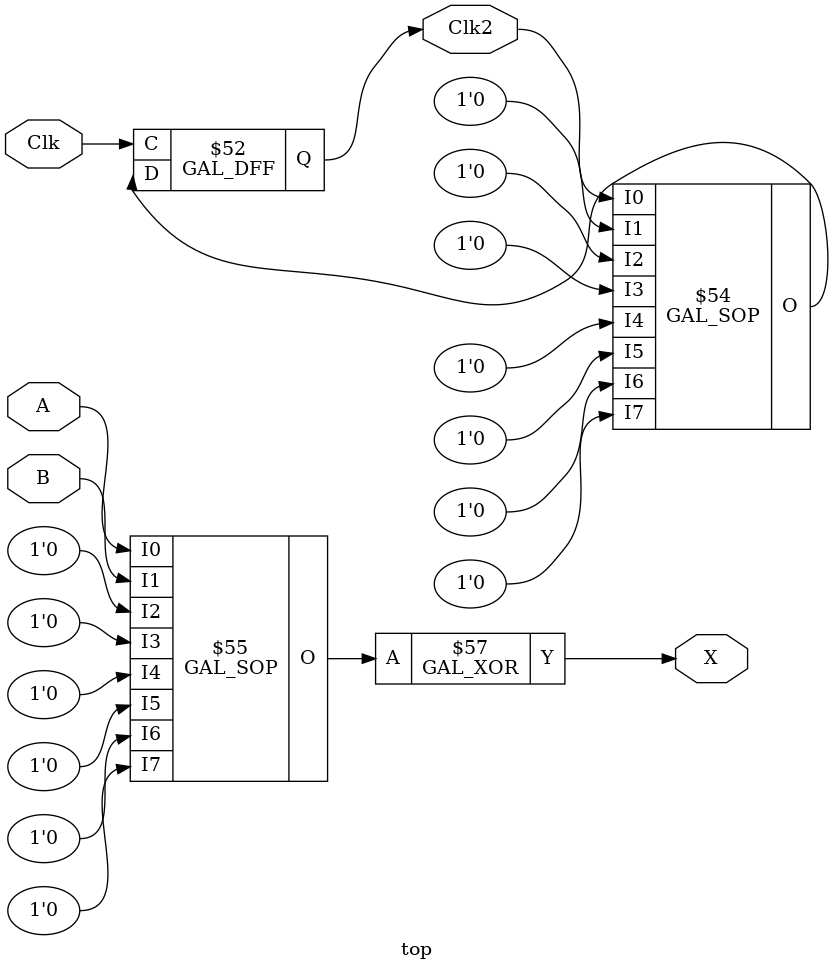 Clk2
1'0
Clk
C
D
$52
GAL_DFF
Q
1'0
1'0
I0
I1
I2
I3
I4
I5
I6
I7
$54
GAL_SOP
O
1'0
A
1'0
B
1'0
1'0
I0
I1
I2
I3
I4
I5
I6
I7
$55
GAL_SOP
O
1'0
1'0
1'0
1'0
1'0
1'0
A
$57
GAL_XOR
Y
X
top